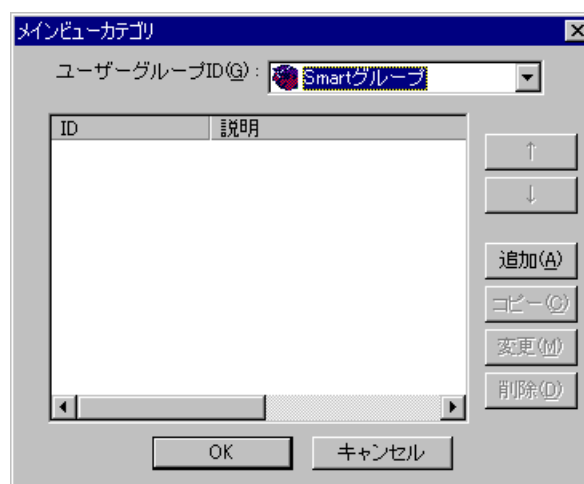 メインビューカテゴリ
ユーザーグループID(G): Smartグループ
ID 説明
↑
↓
追加(A)
コピー(C)
変更(M)
削除(D)
OK キャンセル